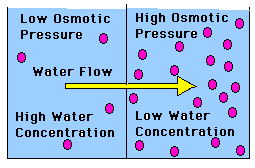 Low Osmotic
Pressure
High Osmotic
Pressure
Water Flow
High Water
Concentration
Low Water
Concentration